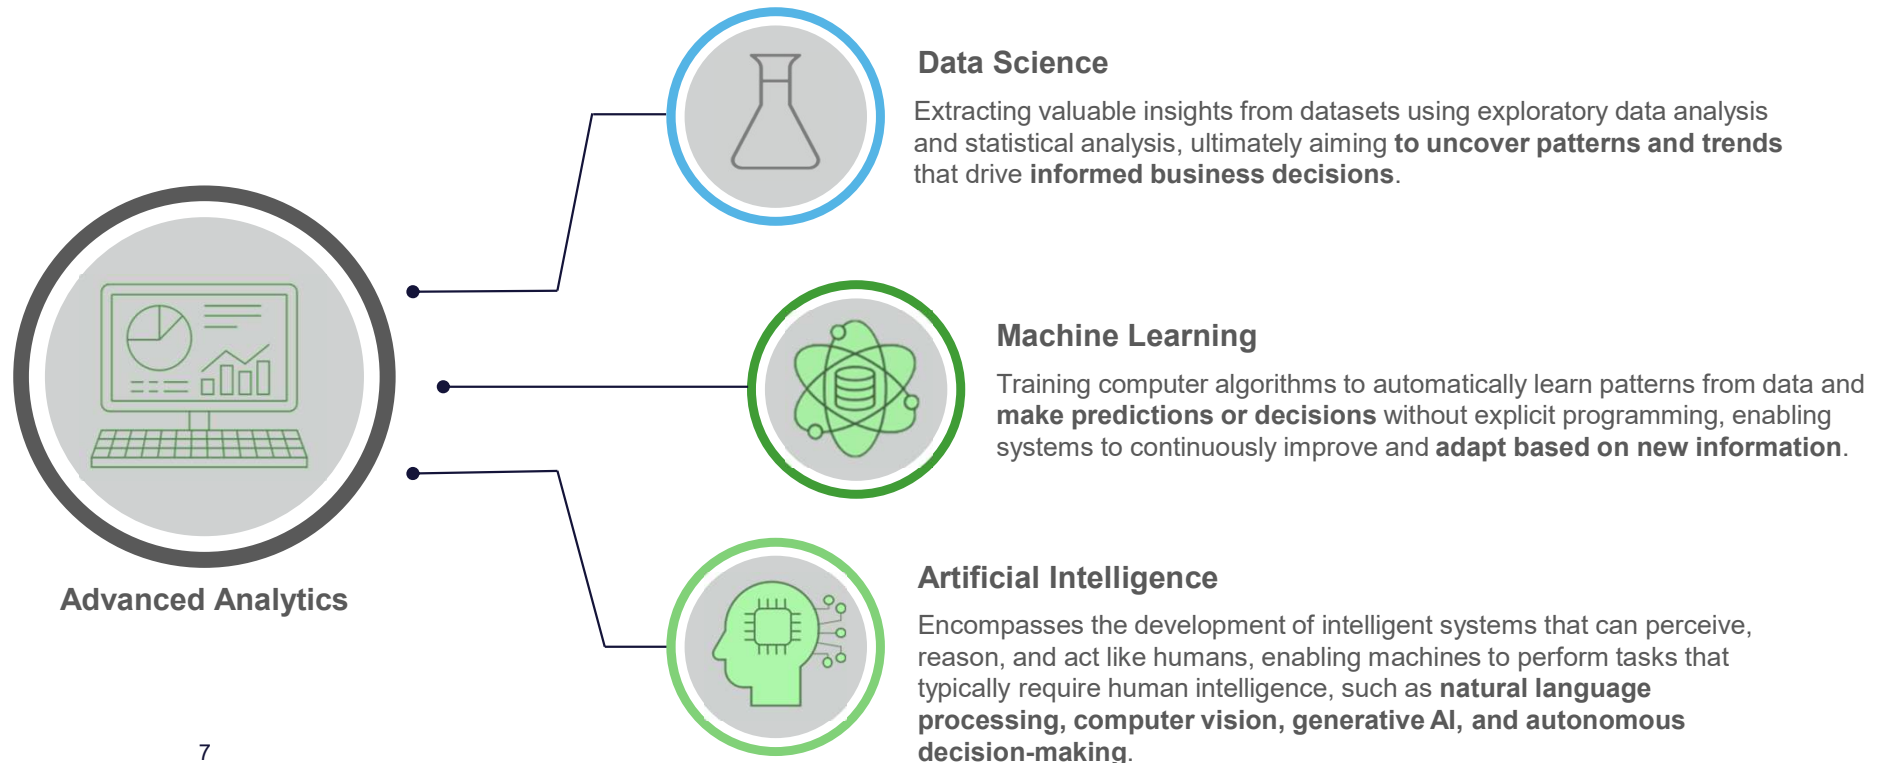 Data Science
Extracting valuable insights from datasets using exploratory data analysis
and statistical analysis, ultimately aiming to uncover patterns and trends
that drive informed business decisions.
Machine Learning
Training computer algorithms to automatically learn patterns from data and
make predictions or decisions without explicit programming, enabling
systems to continuously improve and adapt based on new information.
Advanced Analytics
Artificial Intelligence
Encompasses the development of intelligent systems that can perceive,
reason, and act like humans, enabling machines to perform tasks that
typically require human intelligence, such as natural language
processing, computer vision, generative AI, and autonomous
decision-making.
7